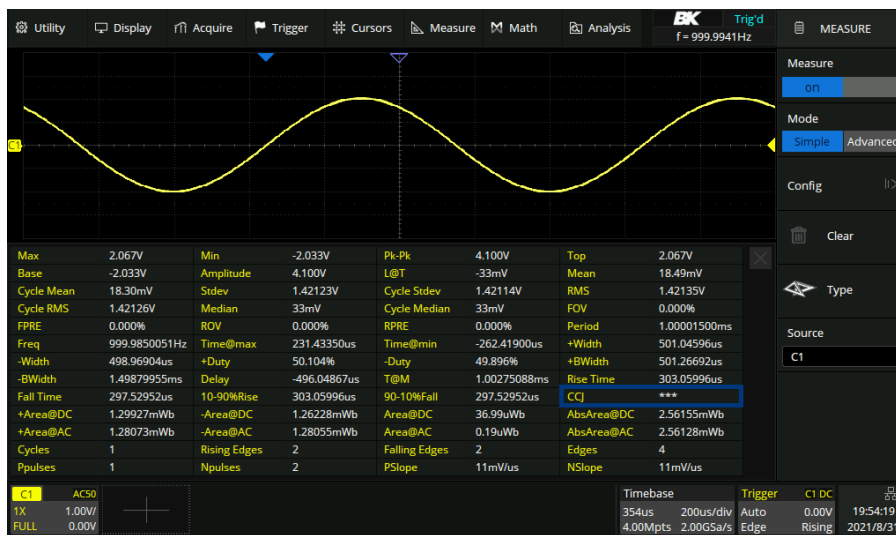 Utility Display Acquire Trigger Cursors Measure Math Analysis BK Trig'd MEASURE
f = 999.9941Hz
Measure
on
Mode
Simple Advanced
Config
Clear
Type
Source
C1
C1
Max 2.067V Min -2.033V Pk-Pk 4.100V Top 2.067V
Base -2.033V Amplitude 4.100V L@T -33mV Mean 18.49mV
Cycle Mean 18.30mV Stdev 1.42123V Cycle Stdev 1.42114V RMS 1.42135V
Cycle RMS 1.42126V Median 33mV Cycle Median 33mV FOV 0.000%
FPRE 0.000% ROV 0.000% RPRE 0.000% Period 1.00001500ms
Freq 999.9850051Hz Time@max 231.43350us Time@min -262.41900us +Width 501.04596us
-Width 498.96904us +Duty 50.104% -Duty 49.896% +BWidth 501.26692us
-BWidth 1.49879955ms Delay -496.04867us T@M 1.00275088ms Rise Time 303.05996us
Fall Time 297.52952us 10-90%Rise 303.05996us 90-10%Fall 297.52952us CCJ ***
+Area@DC 1.29927mWb -Area@DC 1.26228mWb Area@DC 36.99uWb AbsArea@DC 2.56155mWb
+Area@AC 1.28073mWb -Area@AC 1.28055mWb Area@AC 0.19uWb AbsArea@AC 2.56128mWb
Cycles 1 Rising Edges 2 Falling Edges 2 Edges 4
Ppulses 1 Npulses 2 PSlope 11mV/us NSlope 11mV/us
C1 AC50 Timebase Trigger C1 DC
1X 1.00V/ 354us 200us/div Auto 0.00V 19:54:19
FULL 0.00V 4.00Mpts 2.00GSa/s Edge Rising 2021/8/31